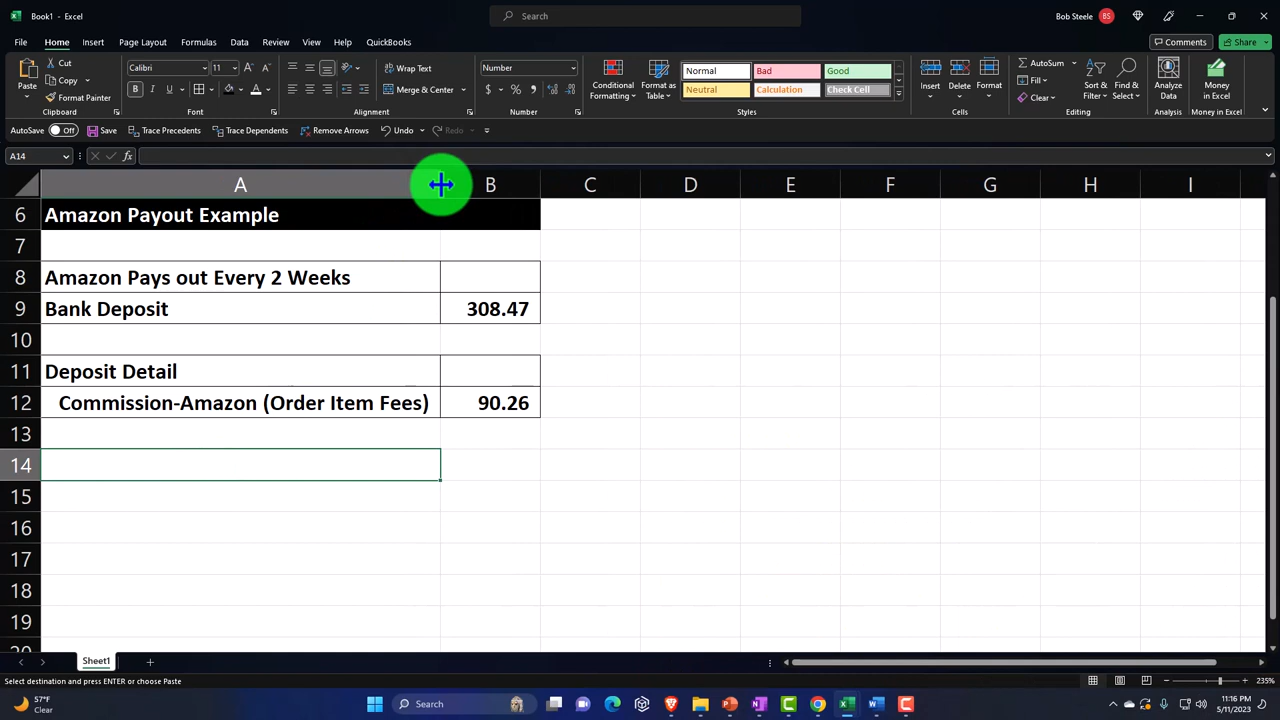 Book1 - Excel
Search
Bob Steele BS
File Home Insert Page Layout Formulas Data Review View Help QuickBooks
Comments Share
Paste Cut Copy Format Painter
Clipboard
Calibri 11
B I U
Font
Wrap Text
Merge & Center
Alignment
Number
$ % 9
Number
Conditional Formatting
Format as Table
Normal Bad Good
Neutral Calculation Check Cell
Styles
Insert Delete Format
Cells
AutoSum
Fill
Clear
Sort & Filter
Find & Select
Editing
Analyze Data
Analysis
Money in Excel
Money in Excel
AutoSave Off Save Trace Precedents Trace Dependents Remove Arrows Undo Redo
A14 fx
A B C D E F G H I
6 Amazon Payout Example
7
8 Amazon Pays out Every 2 Weeks
9 Bank Deposit 308.47
10
11 Deposit Detail
12 Commission-Amazon (Order Item Fees) 90.26
13
14
15
16
17
18
19
Sheet1
Select destination and press ENTER or choose Paste
235%
57°F
Clear
Search
11:16 PM
5/11/2023